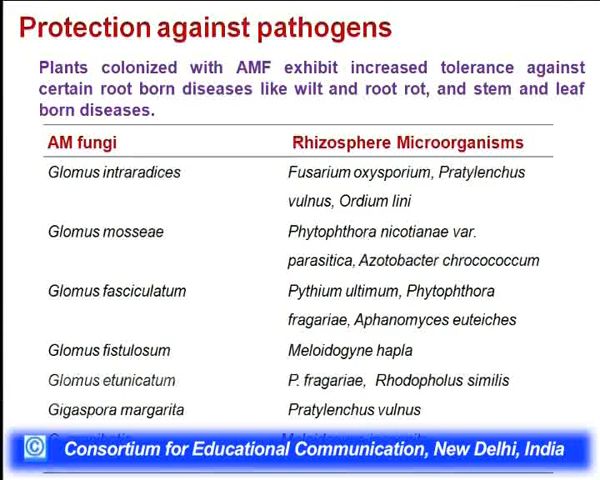 Protection against pathogens
Plants colonized with AMF exhibit increased tolerance against
certain root born diseases like wilt and root rot, and stem and leaf
born diseases.
AM fungi Rhizosphere Microorganisms
Glomus intraradices Fusarium oxysporium, Pratylenchus
vulnus, Ordium lini
Glomus mosseae Phytophthora nicotianae var.
parasitica, Azotobacter chrocococcum
Glomus fasciculatum Pythium ultimum, Phytophthora
fragariae, Aphanomyces euteiches
Glomus fistulosum Meloidogyne hapla
Glomus etunicatum P. fragariae, Rhodopholus similis
Gigaspora margarita Pratylenchus vulnus
© Consortium for Educational Communication, New Delhi, India